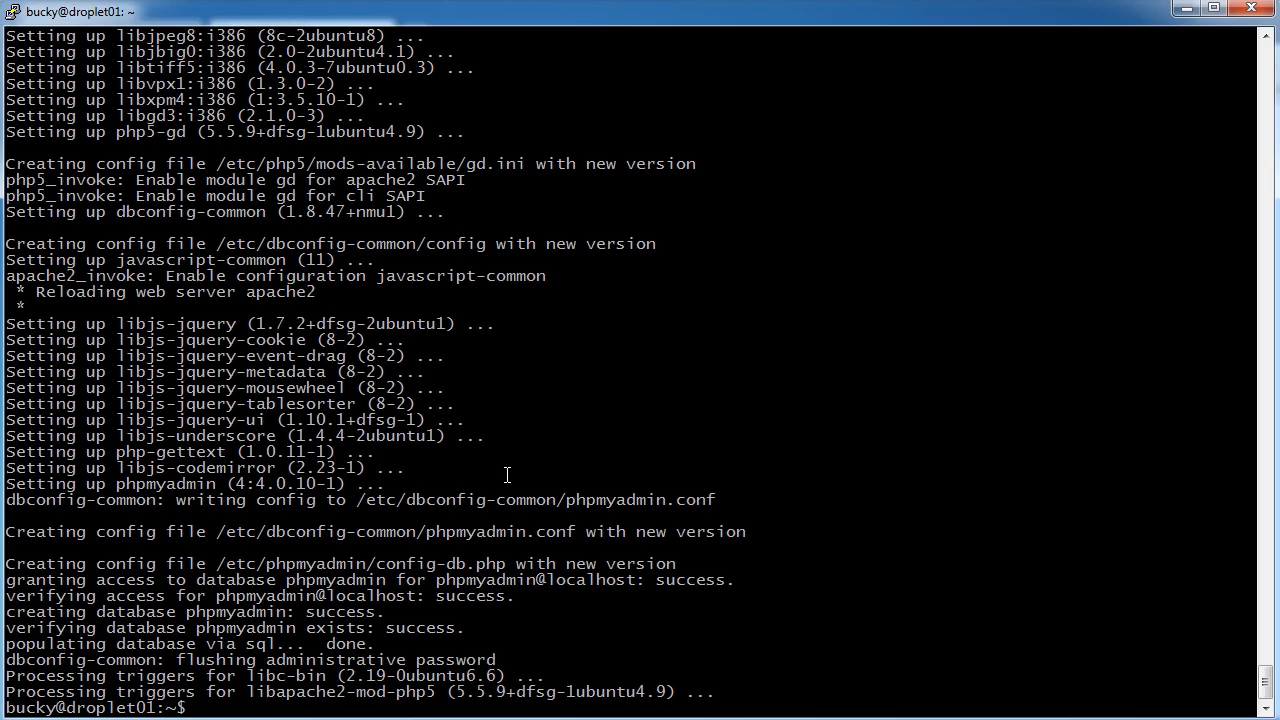 bucky@droplet01: ~
Setting up libjpeg8:i386 (8c-2ubuntu8) ...
Setting up libjbig0:i386 (2.0-2ubuntu4.1) ...
Setting up libtiff5:i386 (4.0.3-7ubuntu0.3) ...
Setting up libvpx1:i386 (1.3.0-2) ...
Setting up libxpm4:i386 (1:3.5.10-1) ...
Setting up libgd3:i386 (2.1.0-3) ...
Setting up php5-gd (5.5.9+dfsg-1ubuntu4.9) ...
Creating config file /etc/php5/mods-available/gd.ini with new version
php5_invoke: Enable module gd for apache2 SAPI
php5_invoke: Enable module gd for cli SAPI
Setting up dbconfig-common (1.8.47+nmu1) ...
Creating config file /etc/dbconfig-common/config with new version
Setting up javascript-common (11) ...
apache2_invoke: Enable configuration javascript-common
* Reloading web server apache2
*
Setting up libjs-jquery (1.7.2+dfsg-2ubuntu1) ...
Setting up libjs-jquery-cookie (8-2) ...
Setting up libjs-jquery-event-drag (8-2) ...
Setting up libjs-jquery-metadata (8-2) ...
Setting up libjs-jquery-mousewheel (8-2) ...
Setting up libjs-jquery-tablesorter (8-2) ...
Setting up libjs-jquery-ui (1.10.1+dfsg-1) ...
Setting up libjs-underscore (1.4.4-2ubuntu1) ...
Setting up php-gettext (1.0.11-1) ...
Setting up libjs-codemirror (2.23-1) ...
Setting up phpmyadmin (4:4.0.10-1) ...
dbconfig-common: writing config to /etc/dbconfig-common/phpmyadmin.conf
Creating config file /etc/dbconfig-common/phpmyadmin.conf with new version
Creating config file /etc/phpmyadmin/config-db.php with new version
granting access to database phpmyadmin for phpmyadmin@localhost: success.
verifying access for phpmyadmin@localhost: success.
creating database phpmyadmin: success.
verifying database phpmyadmin exists: success.
populating database via sql...  done.
dbconfig-common: flushing administrative password
Processing triggers for libc-bin (2.19-0ubuntu6.6) ...
Processing triggers for libapache2-mod-php5 (5.5.9+dfsg-1ubuntu4.9) ...
bucky@droplet01:~$